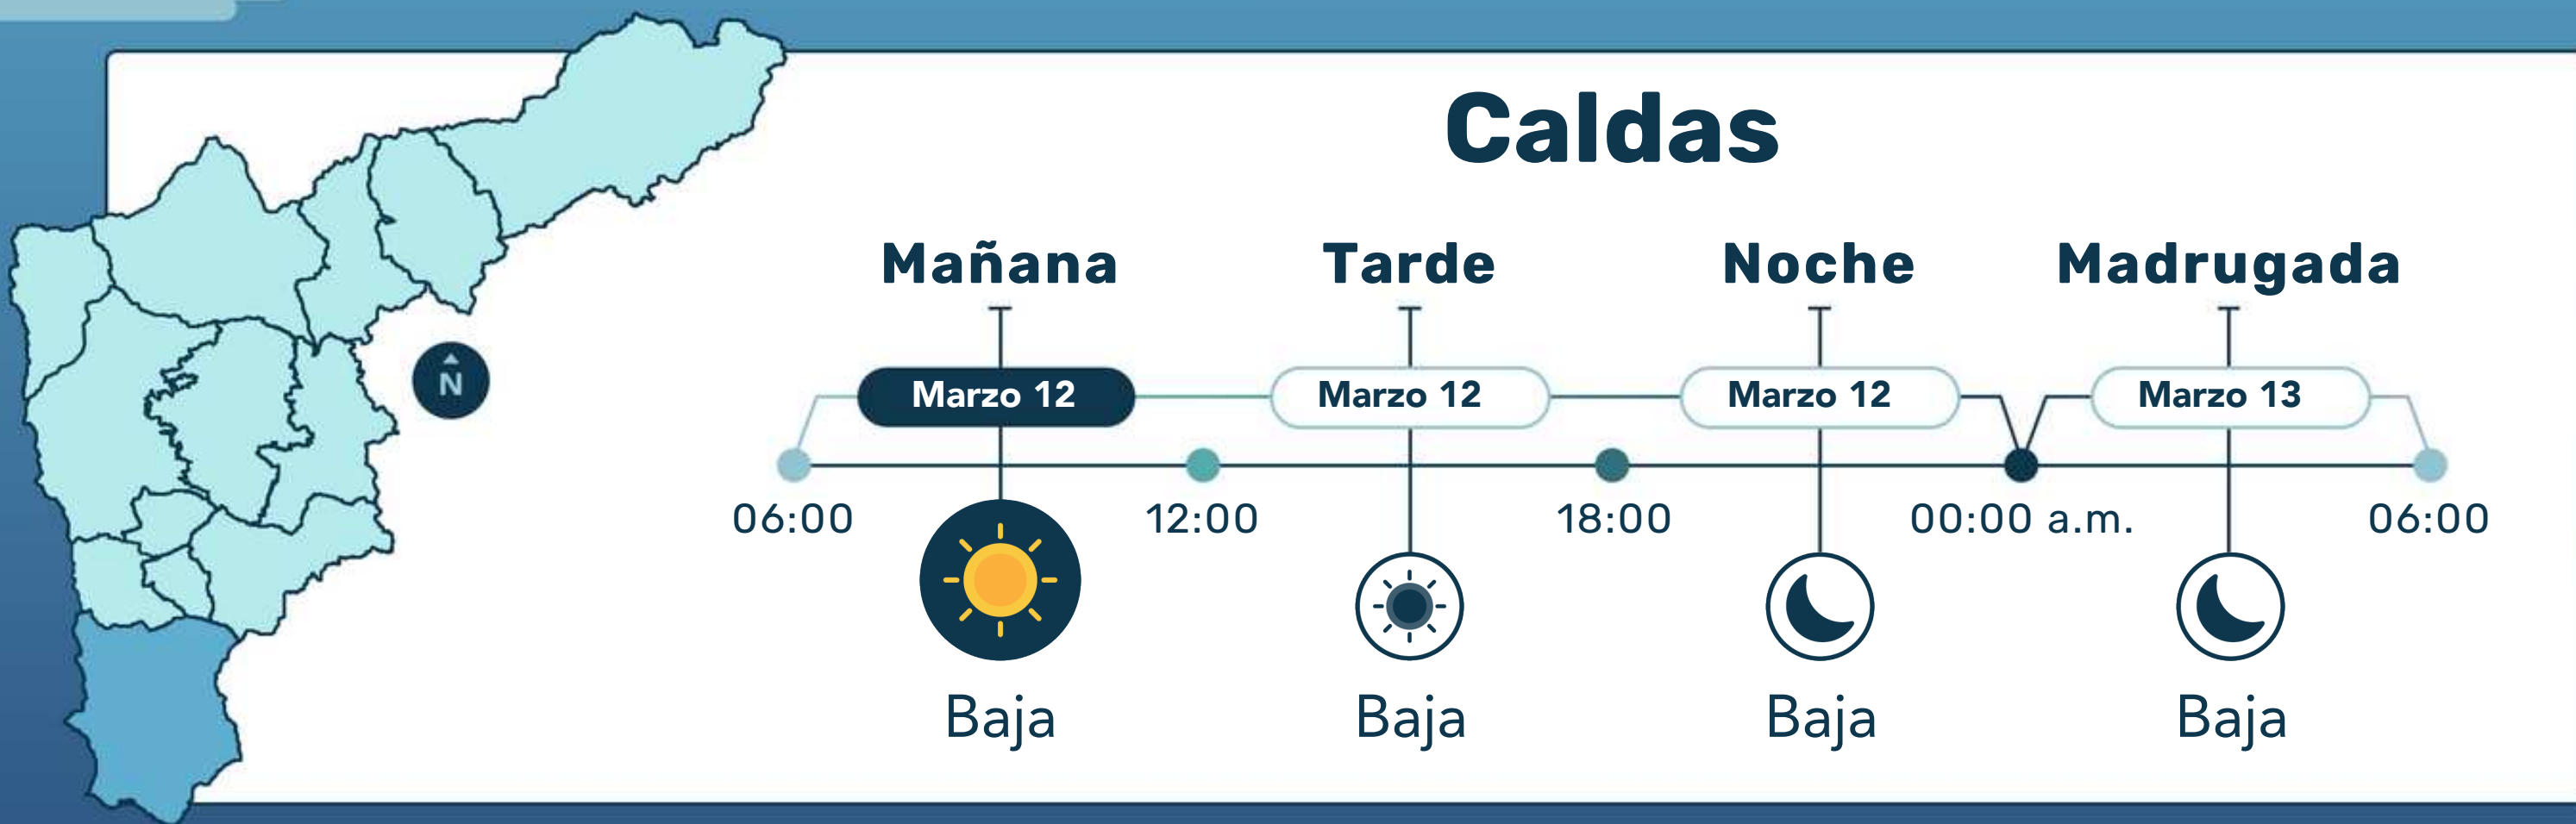 Caldas
Mañana Tarde Noche Madrugada
N
Marzo 12 Marzo 12 Marzo 12 Marzo 13
06:00 12:00 18:00 00:00 a.m. 06:00
Baja Baja Baja Baja